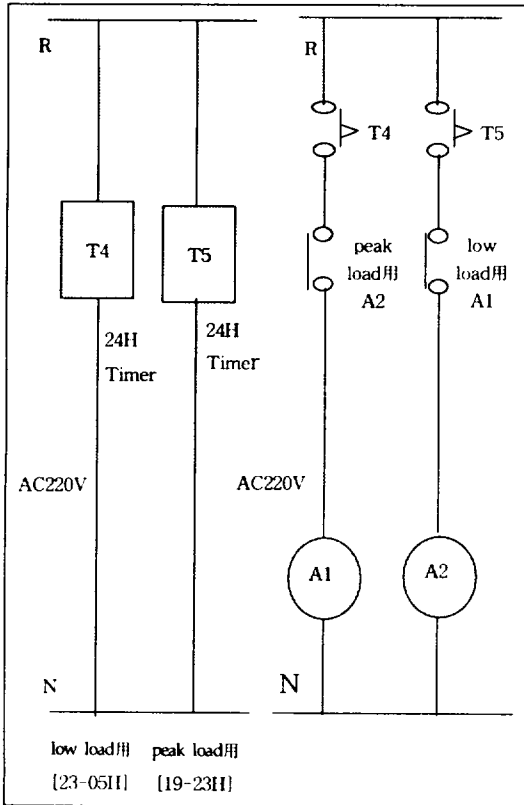 R
T4
T5
24H
Timer
24H
Timer
AC220V
N
low load用
[23-05H]
peak load用
[19-23H]
R
T4
T5
peak
load用
A2
low
load用
A1
AC220V
A1
A2
N